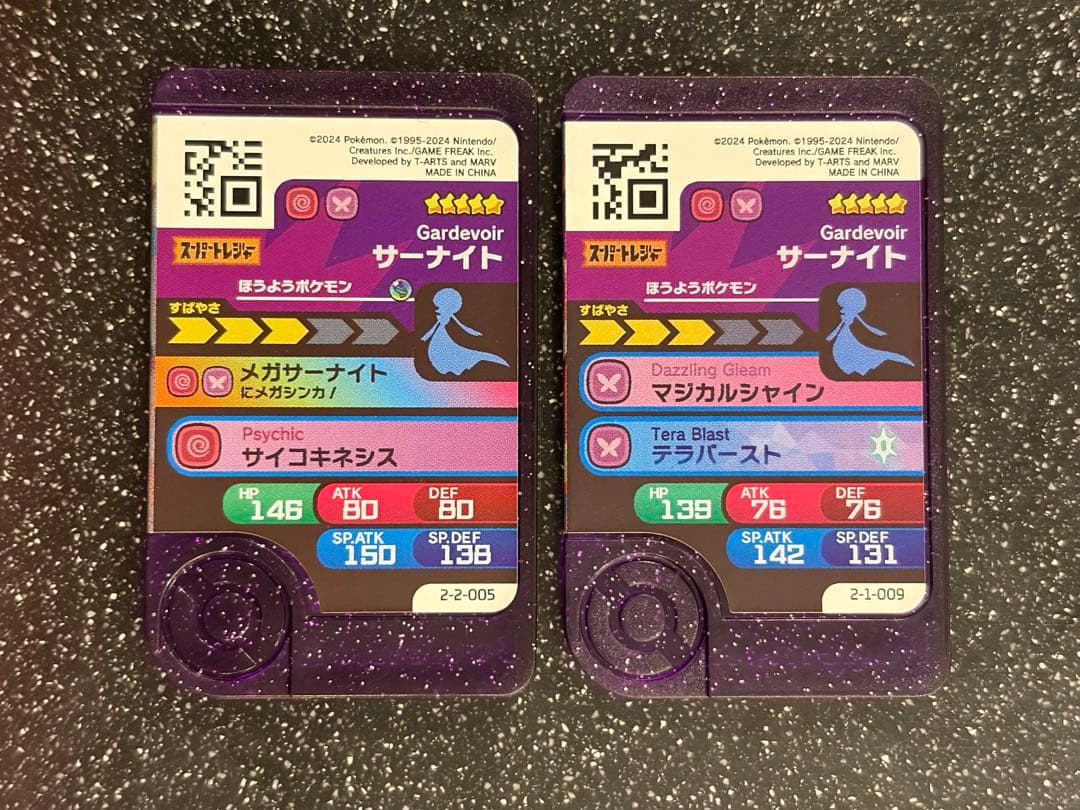 ©2024 Pokémon. ©1995-2024 Nintendo/
Creatures Inc./GAME FREAK Inc.
Developed by T-ARTS and MARV
MADE IN CHINA
Gardevoir
スーパートレジャー
サーナイト
ほうようポケモン
すばやさ
メガサーナイト
にメガシンカ!
Psychic
サイコキネシス
HP
146
ATK
80
DEF
80
SP.ATK
150
SP.DEF
138
2-2-005
©2024 Pokémon. ©1995-2024 Nintendo/
Creatures Inc./GAME FREAK Inc.
Developed by T-ARTS and MARV
MADE IN CHINA
Gardevoir
スーパートレジャー
サーナイト
ほうようポケモン
すばやさ
Dazzling Gleam
マジカルシャイン
Tera Blast
テラバースト
HP
139
ATK
76
DEF
76
SP.ATK
142
SP.DEF
131
2-1-009